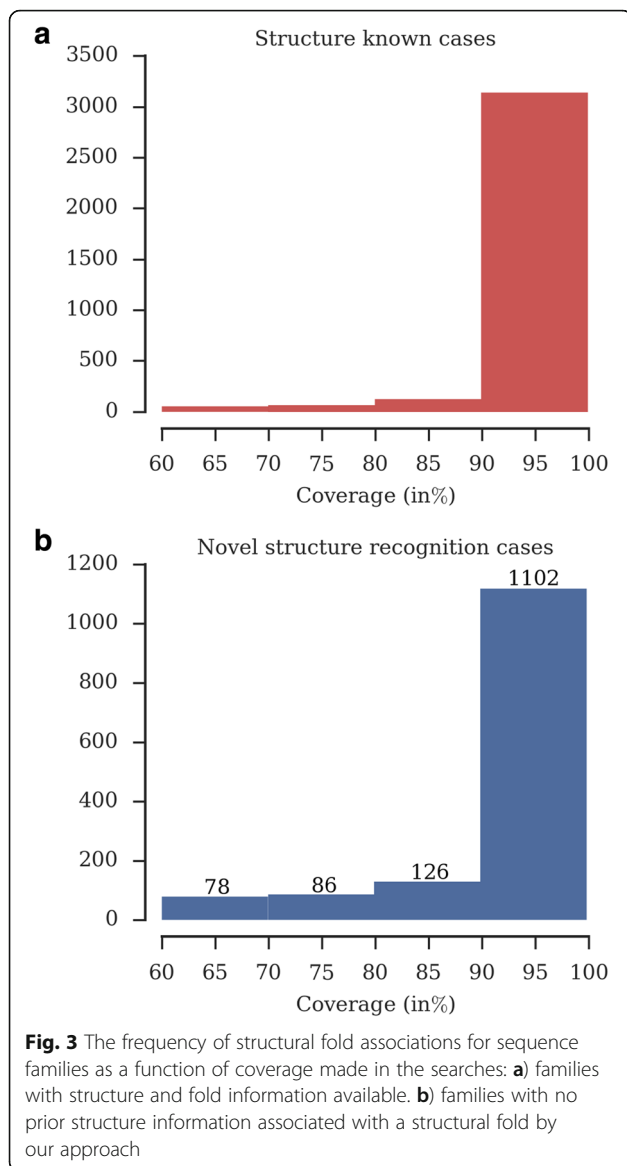 a
Structure known cases
3500
3000
2500
2000
1500
1000
500
0
60 65 70 75 80 85 90 95 100
Coverage (in%)
b
Novel structure recognition cases
1200
1000
800
600
400
200
0
1102
78 86 126
60 65 70 75 80 85 90 95 100
Coverage (in%)
Fig. 3 The frequency of structural fold associations for sequence
families as a function of coverage made in the searches: a) families
with structure and fold information available. b) families with no
prior structure information associated with a structural fold by
our approach